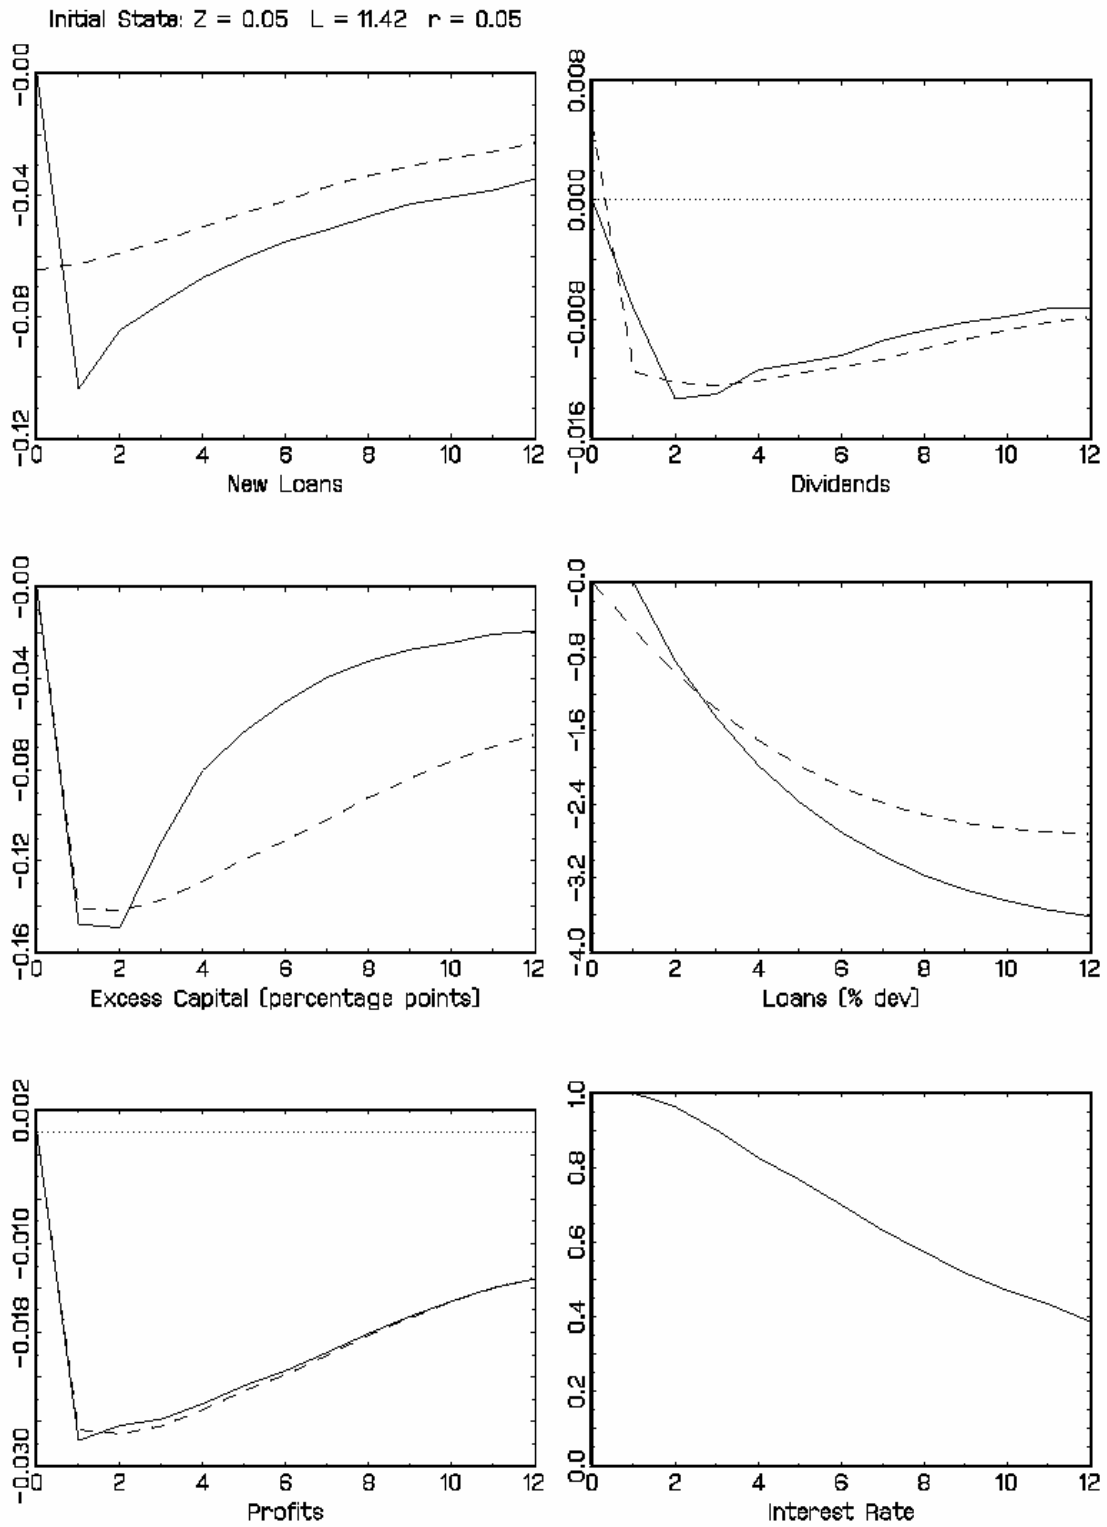 Initial State: Z = 0.05 L = 11.42 r = 0.05
-0.00
-0.04
-0.08
-0.12
-0 2 4 6 8 10 12
New Loans
0.008
0.000
-0.008
-0.016
-0 2 4 6 8 10 12
Dividends
-0.00
-0.04
-0.08
-0.12
-0.16
-0 2 4 6 8 10 12
Excess Capital (percentage points)
-0.0
-0.8
-1.6
-2.4
-3.2
-4.0
-0 2 4 6 8 10 12
Loans (% dev)
0.002
-0.010
-0.018
-0.030
-0 2 4 6 8 10 12
Profits
1.0
0.8
0.6
0.4
0.2
0.0
-0 2 4 6 8 10 12
Interest Rate